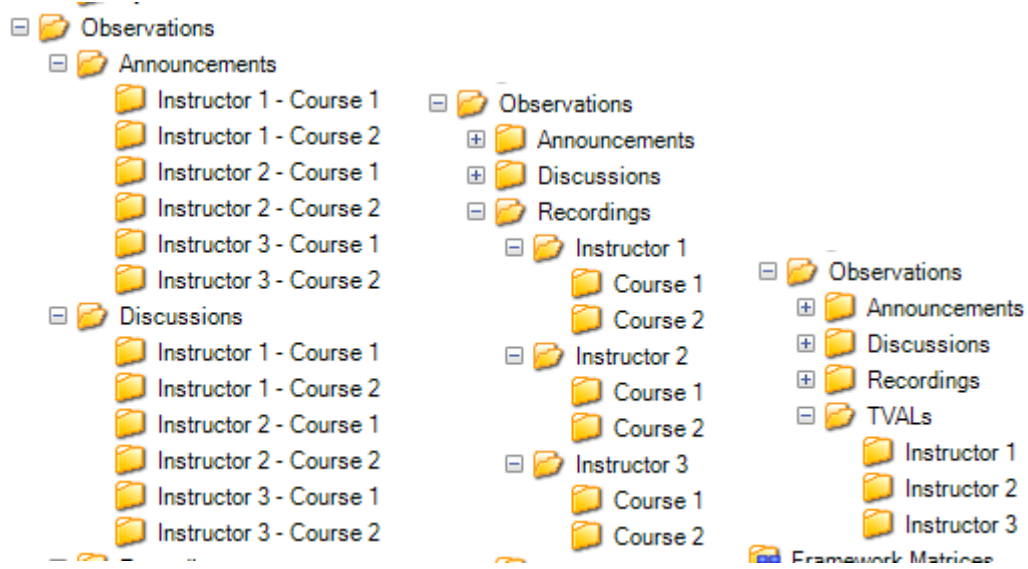 Observations
Announcements
Instructor 1 - Course 1
Instructor 1 - Course 2
Instructor 2 - Course 1
Instructor 2 - Course 2
Instructor 3 - Course 1
Instructor 3 - Course 2
Discussions
Instructor 1 - Course 1
Instructor 1 - Course 2
Instructor 2 - Course 1
Instructor 2 - Course 2
Instructor 3 - Course 1
Instructor 3 - Course 2
Observations
Announcements
Discussions
Recordings
Instructor 1
Course 1
Course 2
Instructor 2
Course 1
Course 2
Instructor 3
Course 1
Course 2
Observations
Announcements
Discussions
Recordings
TVALs
Instructor 1
Instructor 2
Instructor 3
Framework Matrices